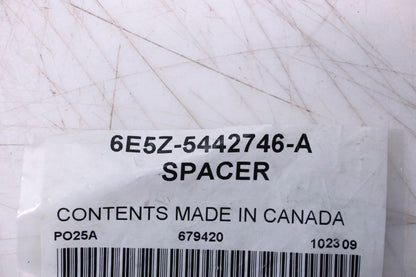 6E5Z-5442746-A
SPACER
CONTENTS MADE IN CANADA
PO25A 679420 102309